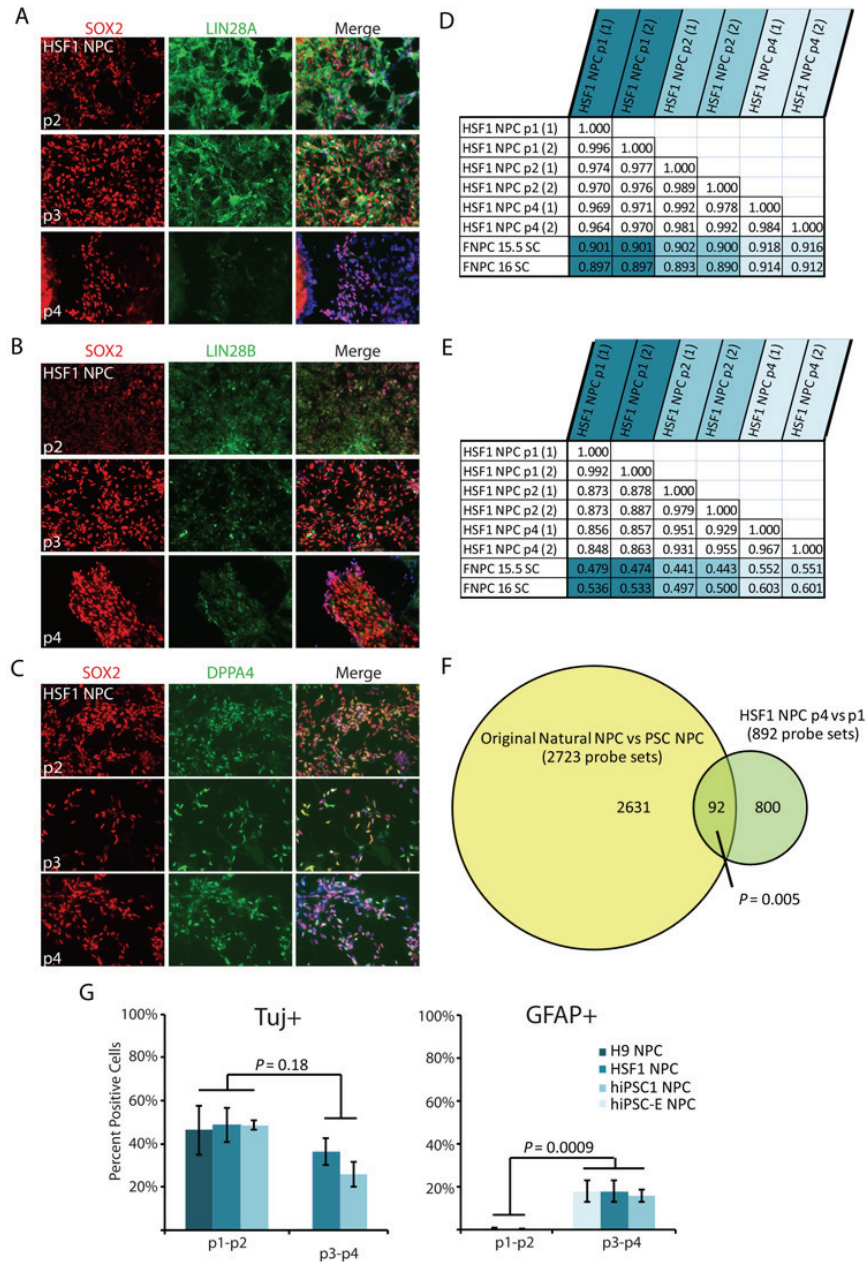 A
SOX2 LIN28A Merge
HSF1 NPC
p2
p3
p4
B
SOX2 LIN28B Merge
HSF1 NPC
p2
p3
p4
C
SOX2 DPPA4 Merge
HSF1 NPC
p2
p3
p4
D
HSF1 NPC p1 (1) HSF1 NPC p1 (2) HSF1 NPC p2 (1) HSF1 NPC p2 (2) HSF1 NPC p4 (1) HSF1 NPC p4 (2)
HSF1 NPC p1 (1) 1.000
HSF1 NPC p1 (2) 0.996 1.000
HSF1 NPC p2 (1) 0.974 0.977 1.000
HSF1 NPC p2 (2) 0.970 0.976 0.989 1.000
HSF1 NPC p4 (1) 0.969 0.971 0.992 0.978 1.000
HSF1 NPC p4 (2) 0.964 0.970 0.981 0.992 0.984 1.000
FNPC 15.5 SC 0.901 0.901 0.902 0.900 0.918 0.916
FNPC 16 SC 0.897 0.897 0.893 0.890 0.914 0.912
E
HSF1 NPC p1 (1) HSF1 NPC p1 (2) HSF1 NPC p2 (1) HSF1 NPC p2 (2) HSF1 NPC p4 (1) HSF1 NPC p4 (2)
HSF1 NPC p1 (1) 1.000
HSF1 NPC p1 (2) 0.992 1.000
HSF1 NPC p2 (1) 0.873 0.878 1.000
HSF1 NPC p2 (2) 0.873 0.887 0.979 1.000
HSF1 NPC p4 (1) 0.856 0.857 0.951 0.929 1.000
HSF1 NPC p4 (2) 0.848 0.863 0.931 0.955 0.967 1.000
FNPC 15.5 SC 0.479 0.474 0.441 0.443 0.552 0.551
FNPC 16 SC 0.536 0.533 0.497 0.500 0.603 0.601
F
Original Natural NPC vs PSC NPC
(2723 probe sets)
HSF1 NPC p4 vs p1
(892 probe sets)
2631 92 800
P = 0.005
G
Percent Positive Cells
100%
80%
60%
40%
20%
Tuj+
P = 0.18
p1-p2 p3-p4
100%
80%
60%
40%
20%
GFAP+
H9 NPC
HSF1 NPC
hiPSC1 NPC
hiPSC-E NPC
P = 0.0009
p1-p2 p3-p4